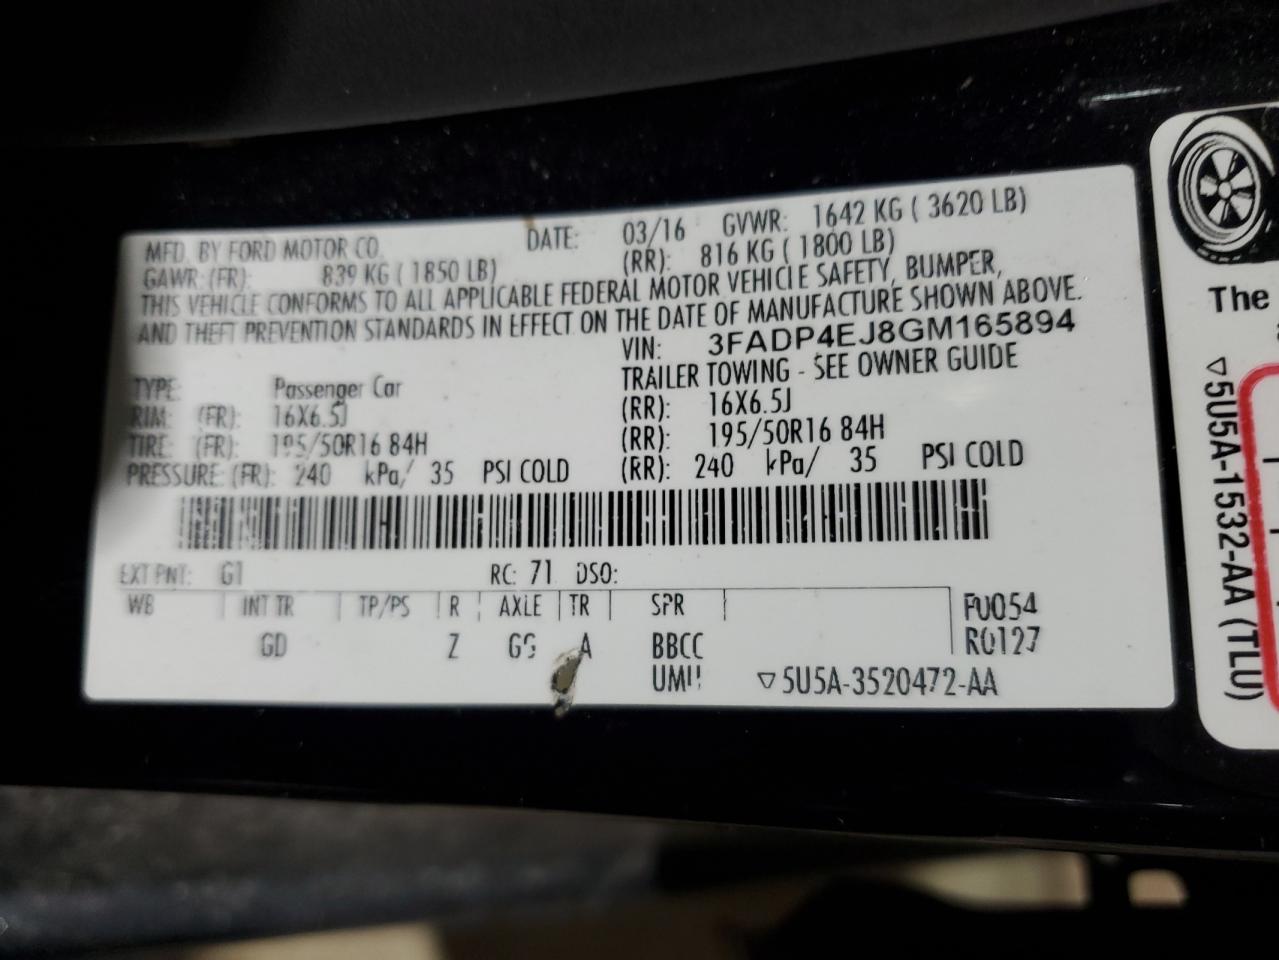 MFD. BY FORD MOTOR CO. DATE: 03/16 GVWR: 1642 KG ( 3620 LB)
GAWR: (FR): 839 KG ( 1850 LB) (RR): 816 KG ( 1800 LB)
THIS VEHICLE CONFORMS TO ALL APPLICABLE FEDERAL MOTOR VEHICLE SAFETY, BUMPER,
AND THEFT PREVENTION STANDARDS IN EFFECT ON THE DATE OF MANUFACTURE SHOWN ABOVE.
VIN: 3FADP4EJ8GM165894
TYPE: Passenger Car TRAILER TOWING - SEE OWNER GUIDE
RIM: (FR): 16X6.5J (RR): 16X6.5J
TIRE: (FR): 195/50R16 84H (RR): 195/50R16 84H
PRESSURE: (FR): 240 kPa/ 35 PSI COLD (RR): 240 kPa/ 35 PSI COLD
EXT PNT: G1 RC: 71 DSO:
WB INT TR TP/PS R AXLE TR SPR F0054
GD Z A BBCC R0127
▽5U5A-3520472-AA
The
▽5U5A-1532-AA (TLU)